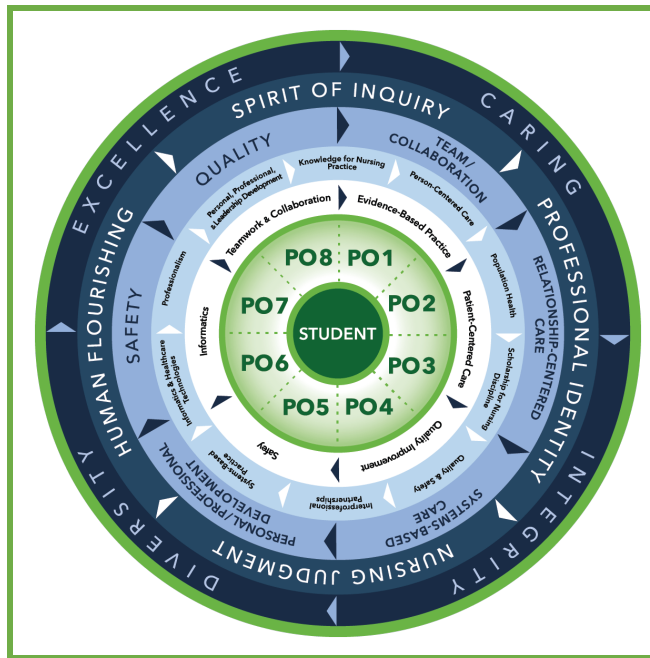 EXCELLENCE
CARING
INTEGRITY
DIVERSITY
SPIRIT OF INQUIRY
PROFESSIONAL IDENTITY
NURSING JUDGMENT
HUMAN FLOURISHING
QUALITY
TEAM/
COLLABORATION
RELATIONSHIP-CENTERED
CARE
SYSTEMS-BASED
CARE
PERSONAL/PROFESSIONAL
DEVELOPMENT
SAFETY
Knowledge for Nursing
Practice
Person-Centered Care
Population Health
Scholarship for Nursing
Discipline
Quality & Safety
Interprofessional
Partnerships
Systems-Based
Practice
Informatics & Healthcare
Technologies
Professionalism
Personal, Professional,
& Leadership Development
Teamwork & Collaboration
Evidence-Based Practice
Patient-Centered Care
Quality Improvement
Safey
Informatics
PO8
PO1
PO2
PO3
PO4
PO5
PO6
PO7
STUDENT